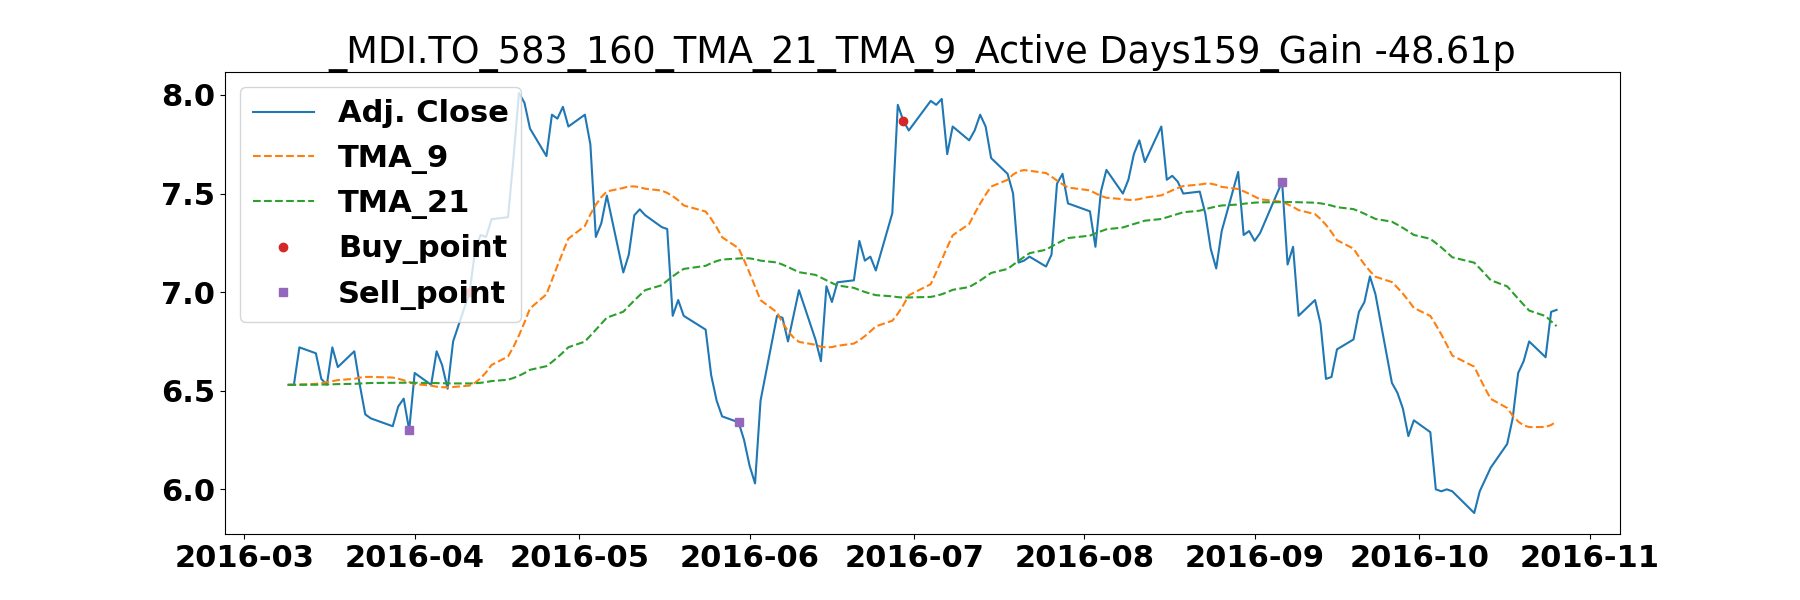 _MDI.TO_583_160_TMA_21_TMA_9_Active Days159_Gain -48.61p
8.0
7.5
7.0
6.5
6.0
Adj. Close
TMA_9
TMA_21
Buy_point
Sell_point
2016-03 2016-04 2016-05 2016-06 2016-07 2016-08 2016-09 2016-10 2016-11